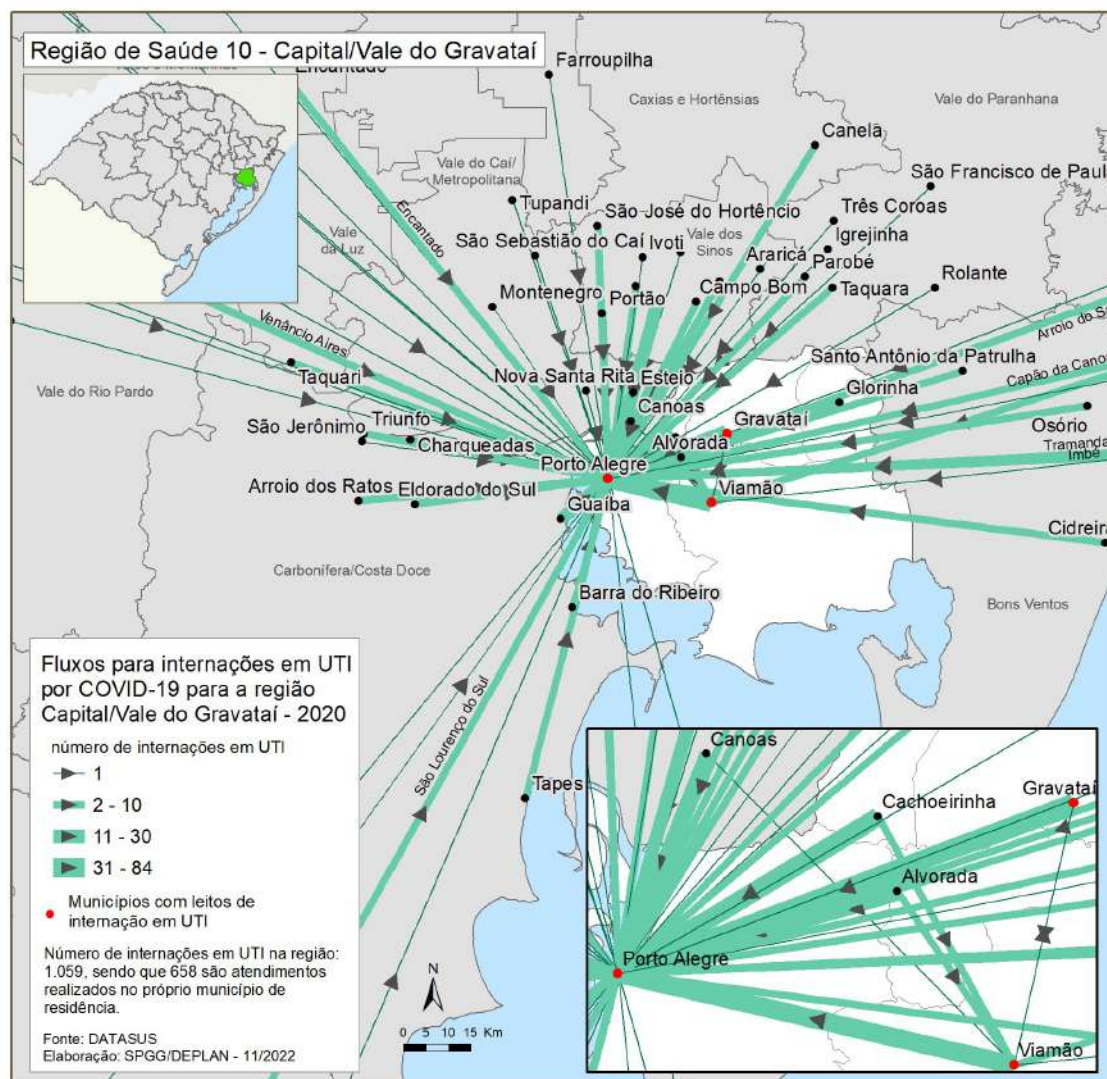 Região de Saúde 10 - Capital/Vale do Gravataí
Encantado
Farroupilha
Caxias e Hortênsias
Vale do Paranhana
Canela
Vale do Caí/
Metropolitana
São Francisco de Paula
Tupandi
São José do Hortêncio
Três Coroas
Encantado
Vale
da Luz
São Sebastião do Caí
Ivoti
Vale dos
Sinos
Igrejinha
Araricá
Parobé
Rolante
Montenegro
Portão
Campo Bom
Taquara
Venâncio Aires
Arroio do S
Santo Antônio da Patrulha
Capão da Canoa
Taquari
Nova Santa Rita
Esteio
Glorinha
Vale do Rio Pardo
Canoas
Gravataí
Osório
São Jerônimo
Triunfo
Charqueadas
Alvorada
Tramanda
Imbé
Porto Alegre
Arroio dos Ratos
Eldorado do Sul
Viamão
Guaíba
Cidreira
Carbonífera/Costa Doce
Barra do Ribeiro
Bons Ventos
São Lourenço do Sul
Tapes
Fluxos para internações em UTI
por COVID-19 para a região
Capital/Vale do Gravataí - 2020
número de internações em UTI
1
2 - 10
11 - 30
31 - 84
Municípios com leitos de
internação em UTI
Número de internações em UTI na região:
1.059, sendo que 658 são atendimentos
realizados no próprio município de
residência.
Fonte: DATASUS
Elaboração: SPGG/DEPLAN - 11/2022
N
0 5 10 15 Km
Canoas
Gravataí
Cachoeirinha
Alvorada
Porto Alegre
Viamão